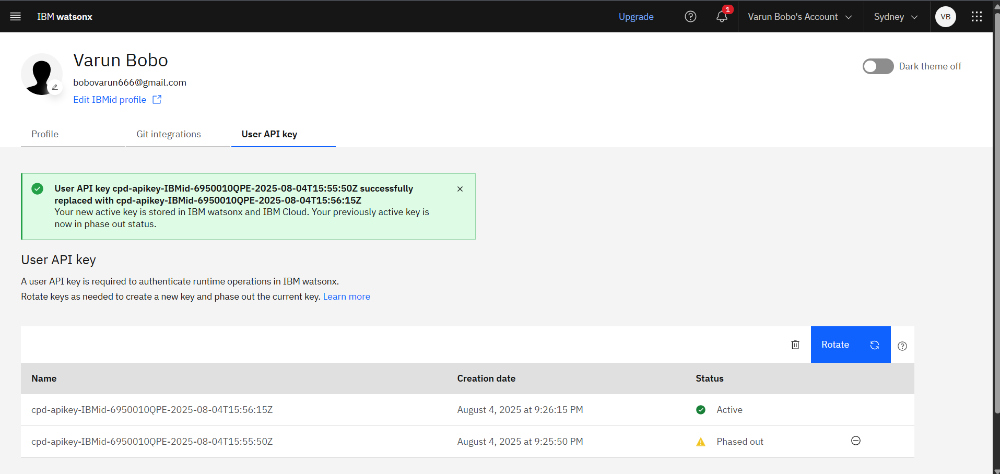 IBM watsonx
Upgrade
1
Varun Bobo's Account
Sydney
VB
Varun Bobo
bobovarun666@gmail.com
Edit IBMid profile
Dark theme off
Profile
Git integrations
User API key
User API key cpd-apikey-IBMid-6950010QPE-2025-08-04T15:55:50Z successfully
replaced with cpd-apikey-IBMid-6950010QPE-2025-08-04T15:56:15Z
Your new active key is stored in IBM watsonx and IBM Cloud. Your previously active key is
now in phase out status.
User API key
A user API key is required to authenticate runtime operations in IBM watsonx.
Rotate keys as needed to create a new key and phase out the current key. Learn more
Rotate
Name
Creation date
Status
cpd-apikey-IBMid-6950010QPE-2025-08-04T15:56:15Z
August 4, 2025 at 9:26:15 PM
Active
cpd-apikey-IBMid-6950010QPE-2025-08-04T15:55:50Z
August 4, 2025 at 9:25:50 PM
Phased out